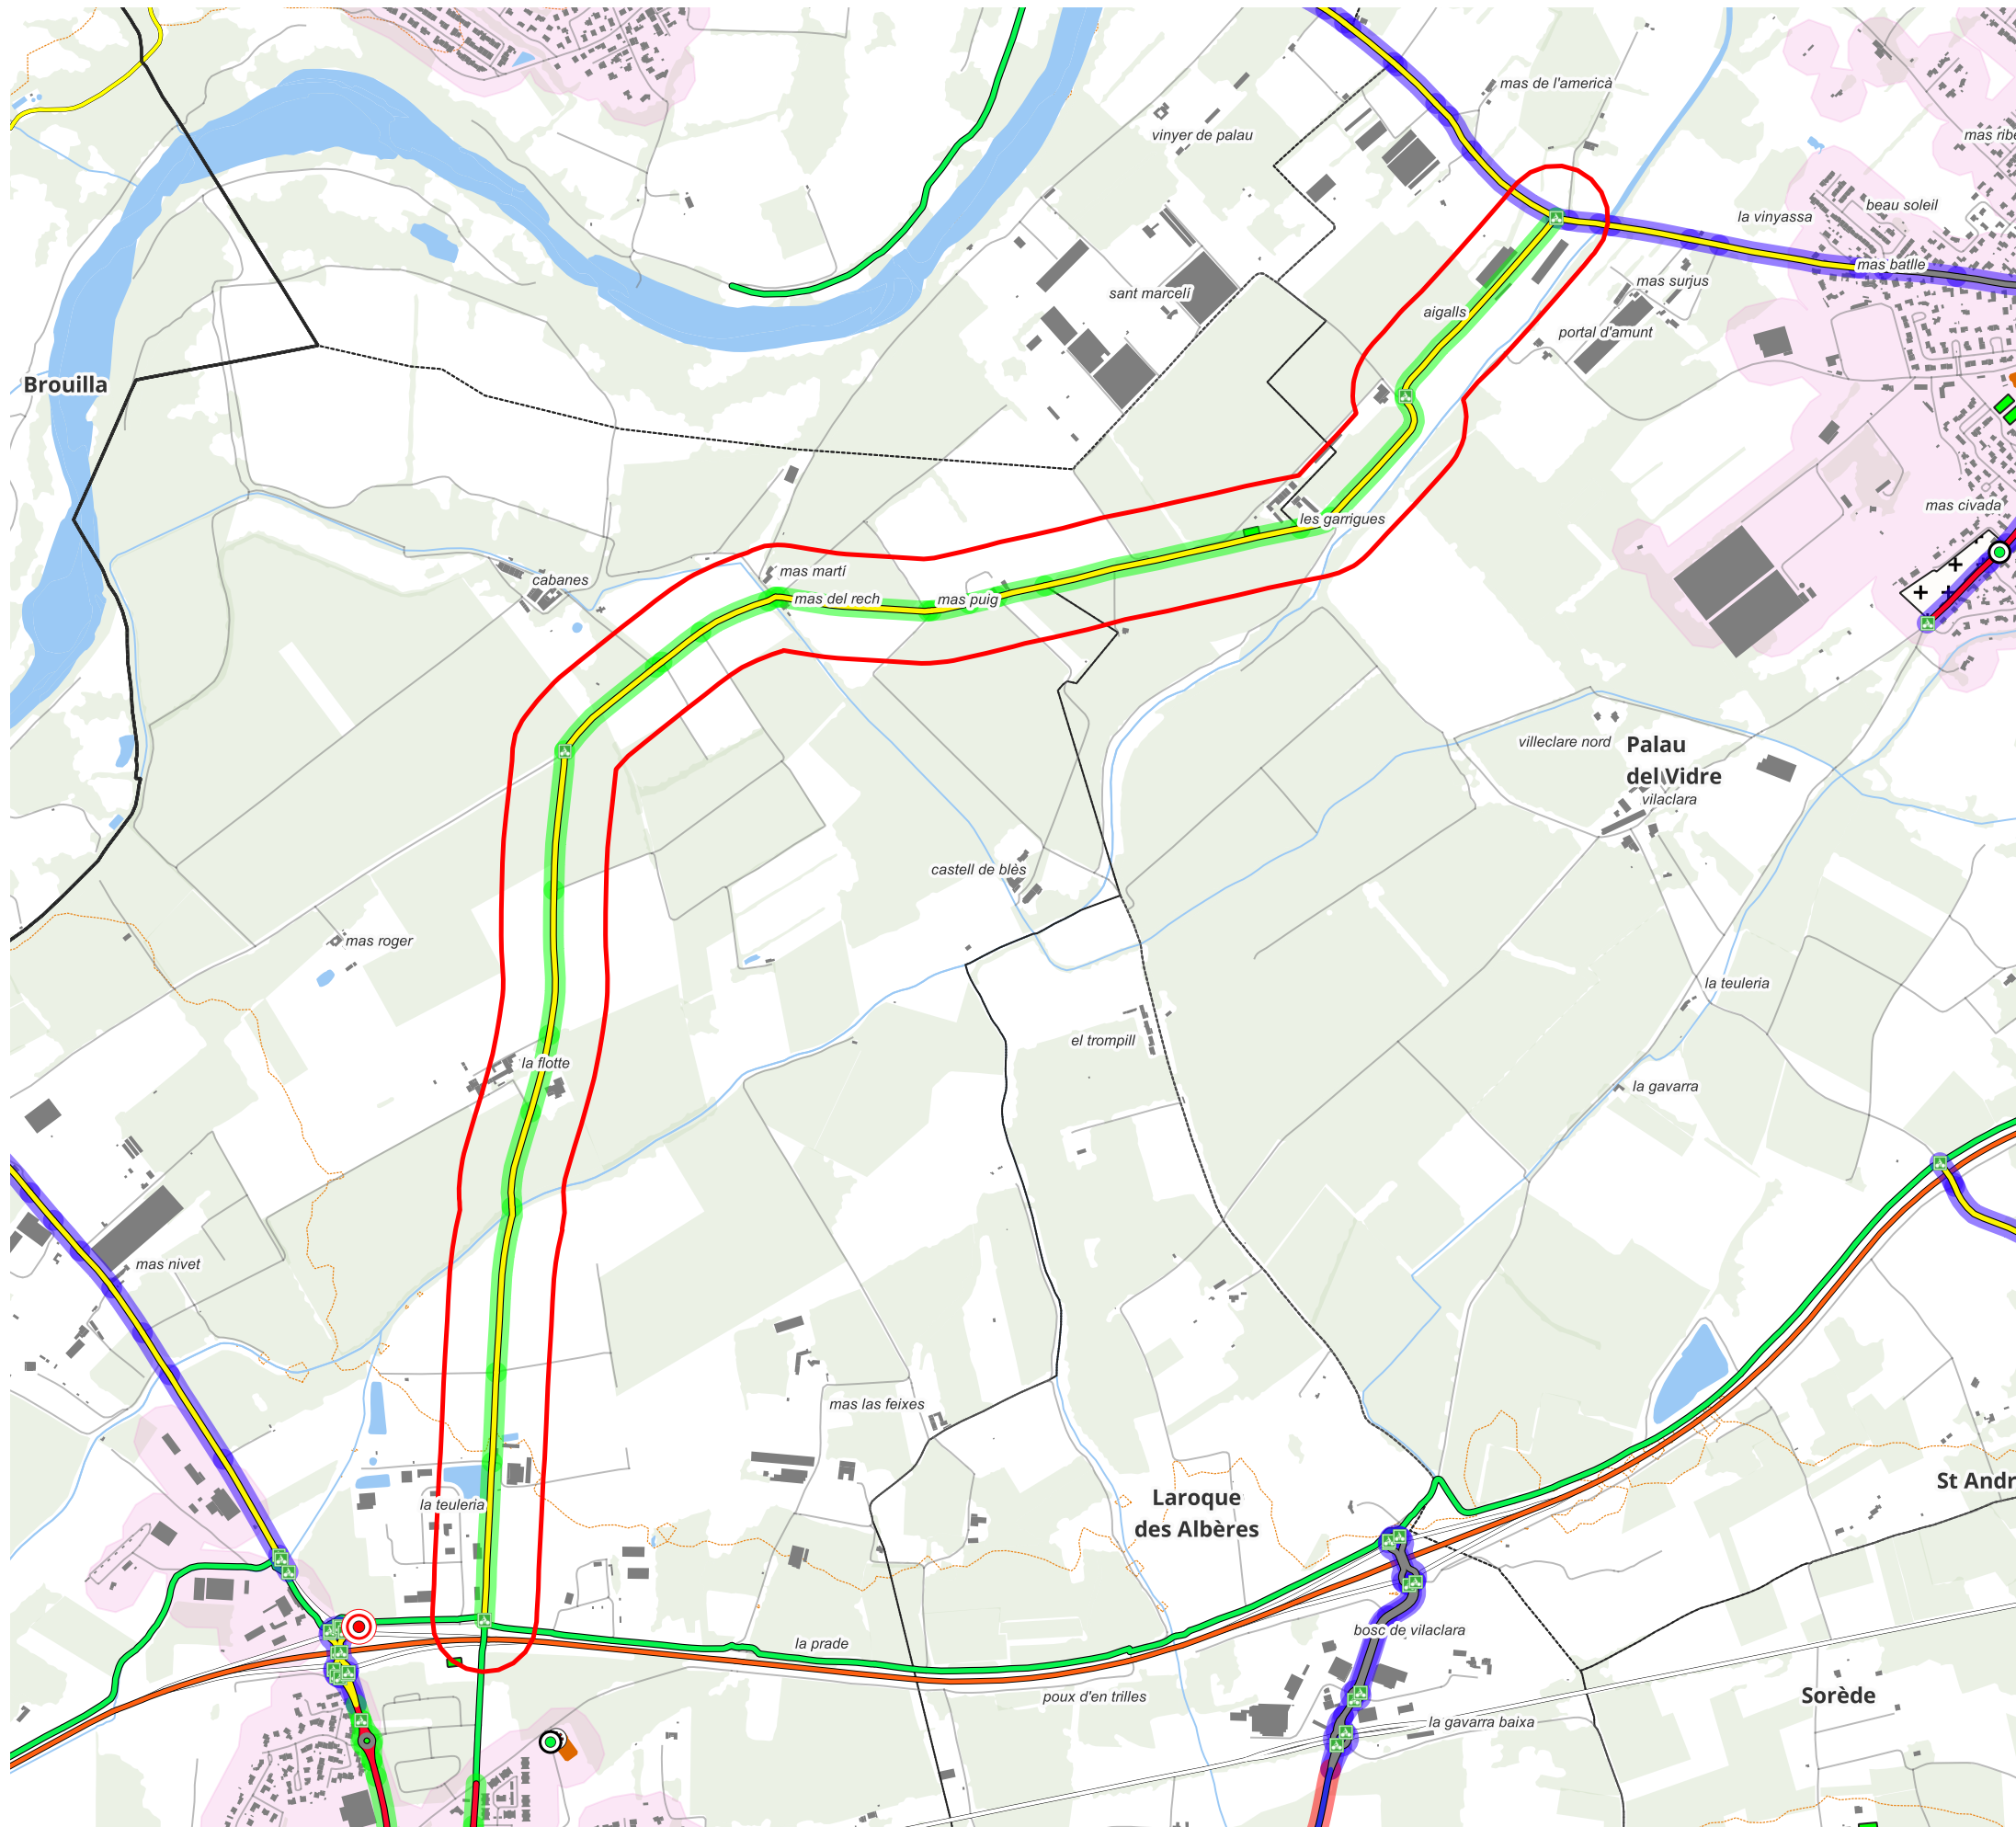 mas de l'americà
vinyer de palau
mas ribe
beau soleil
la vinyassa
mas batlle
mas surjus
sant marcelí
aigalls
portal d'amunt
Brouilla
mas civada
les garrigues
mas martí
cabanes
mas del rech
mas puig
villeclare nord
Palau
del Vidre
vilaclara
castell de blès
mas roger
la teuleria
el trompill
la flotte
la gavarra
mas nivet
mas las feixes
St Andr
Laroque
des Albères
la teuleria
bosc de vilaclara
la prade
poux d'en trilles
Sorède
la gavarra baixa